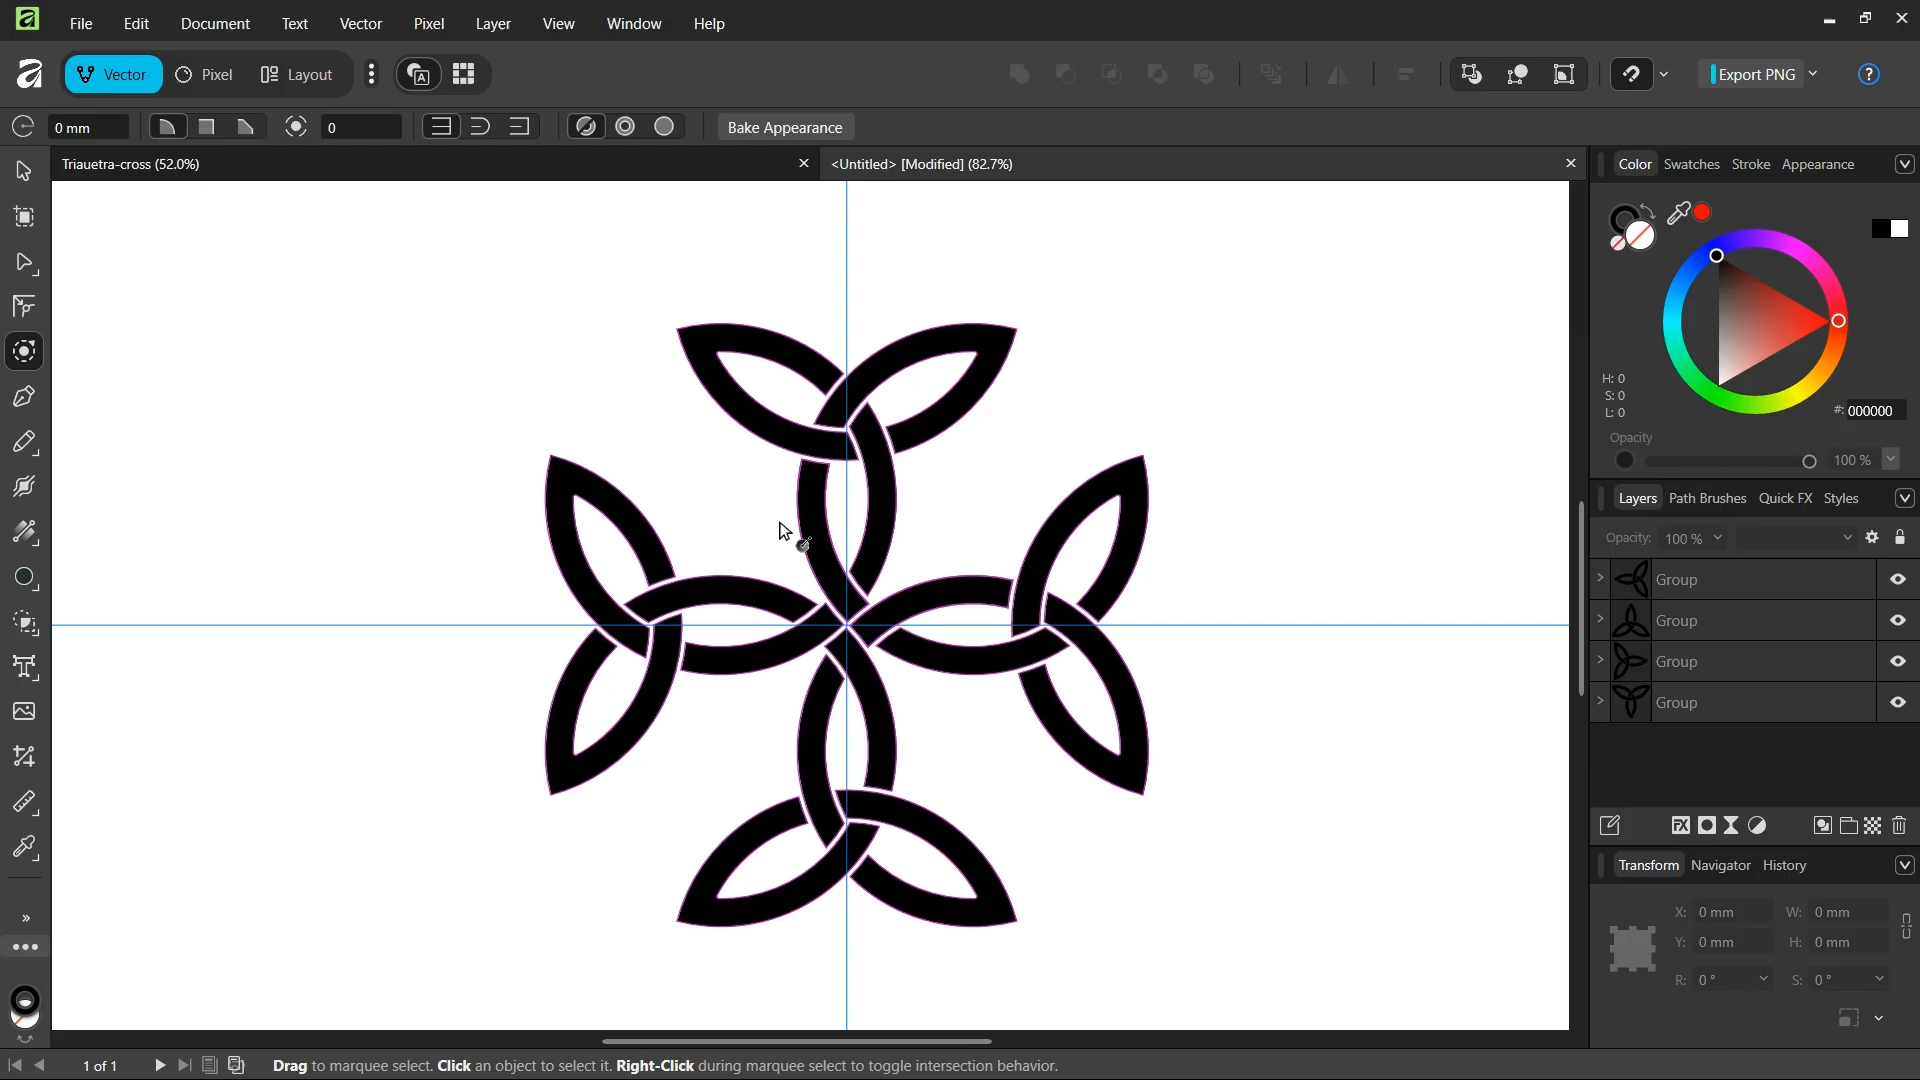 File Edit Document Text Vector Pixel Layer View Window Help
Vector Pixel Layout Export PNG
0 mm 0 Bake Appearance
Triauetra-cross (52.0%) <Untitled> [Modified] (82.7%)
Color Swatches Stroke Appearance
H: 0
S: 0
L: 0
#: 000000
Opacity
100 %
Layers Path Brushes Quick FX Styles
Opacity: 100 %
Group
Group
Group
Group
Transform Navigator History
X: 0 mm W: 0 mm
Y: 0 mm H: 0 mm
R: 0 ° S: 0 °
1 of 1 Drag to marquee select. Click an object to select it. Right-Click during marquee select to toggle intersection behavior.